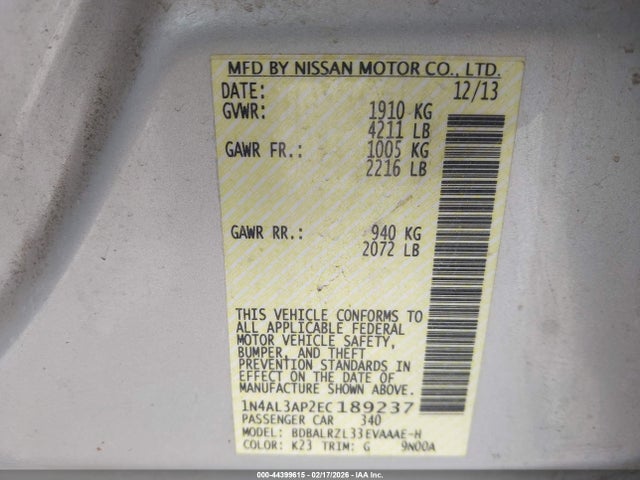 MFD BY NISSAN MOTOR CO., LTD.
DATE: 12/13
GVWR: 1910 KG
4211 LB
GAWR FR.: 1005 KG
2216 LB
GAWR RR.: 940 KG
2072 LB
THIS VEHICLE CONFORMS TO
ALL APPLICABLE FEDERAL
MOTOR VEHICLE SAFETY,
BUMPER, AND THEFT
PREVENTION STANDARDS IN
EFFECT ON THE DATE OF
MANUFACTURE SHOWN ABOVE.
1N4AL3AP2EC189237
PASSENGER CAR 340
MODEL: BDBALRZL33EVAAAE-H
COLOR: K23 TRIM: G 9N00A
000-44399615 - 02/17/2026 - IAA Inc.